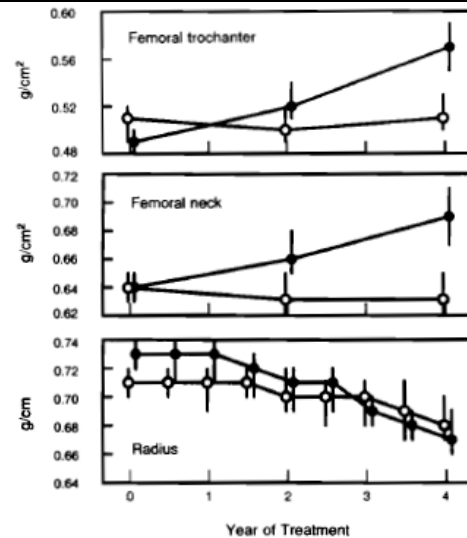 0.60
Femoral trochanter
g/cm²
0.52
0.48
0.72
Femoral neck
0.70
0.68
g/cm²
0.66
0.64
0.62
0.74
0.72
g/cm
0.70
0.68
0.66
Radius
0.64
0 1 2 3 4
Year of Treatment